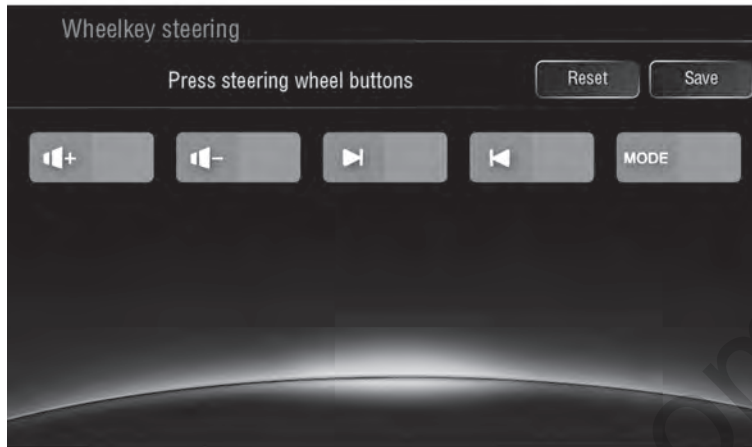 Wheelkey steering
Press steering wheel buttons
Reset
Save
+
-
MODE